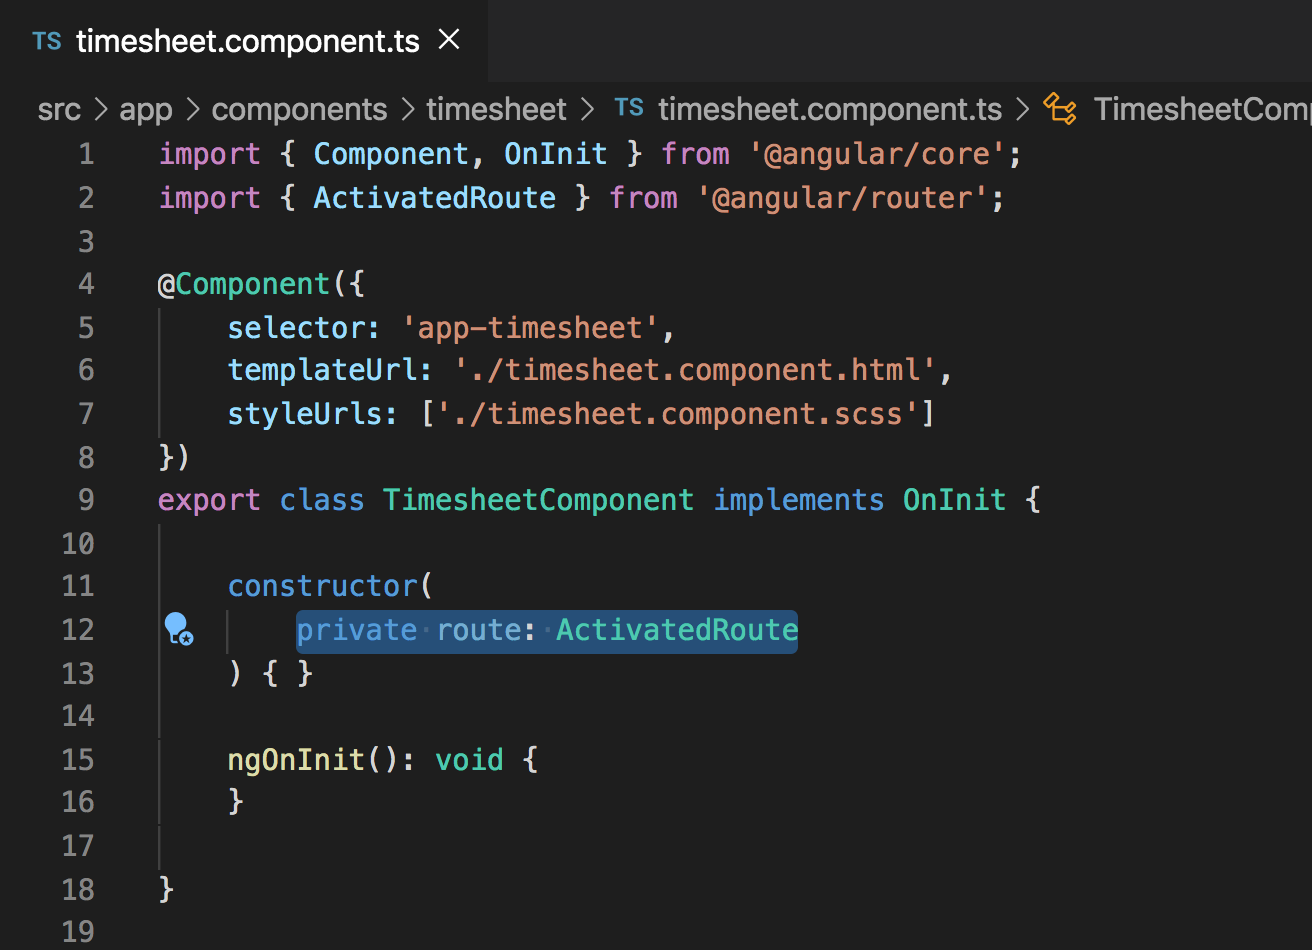 TS timesheet.component.ts ×
src > app > components > timesheet > TS timesheet.component.ts > TimesheetComp
1 import { Component, OnInit } from '@angular/core';
2 import { ActivatedRoute } from '@angular/router';
3
4 @Component({
5     selector: 'app-timesheet',
6     templateUrl: './timesheet.component.html',
7     styleUrls: ['./timesheet.component.scss']
8 })
9 export class TimesheetComponent implements OnInit {
10
11     constructor(
12         private route: ActivatedRoute
13     ) { }
14
15     ngOnInit(): void {
16     }
17
18 }
19